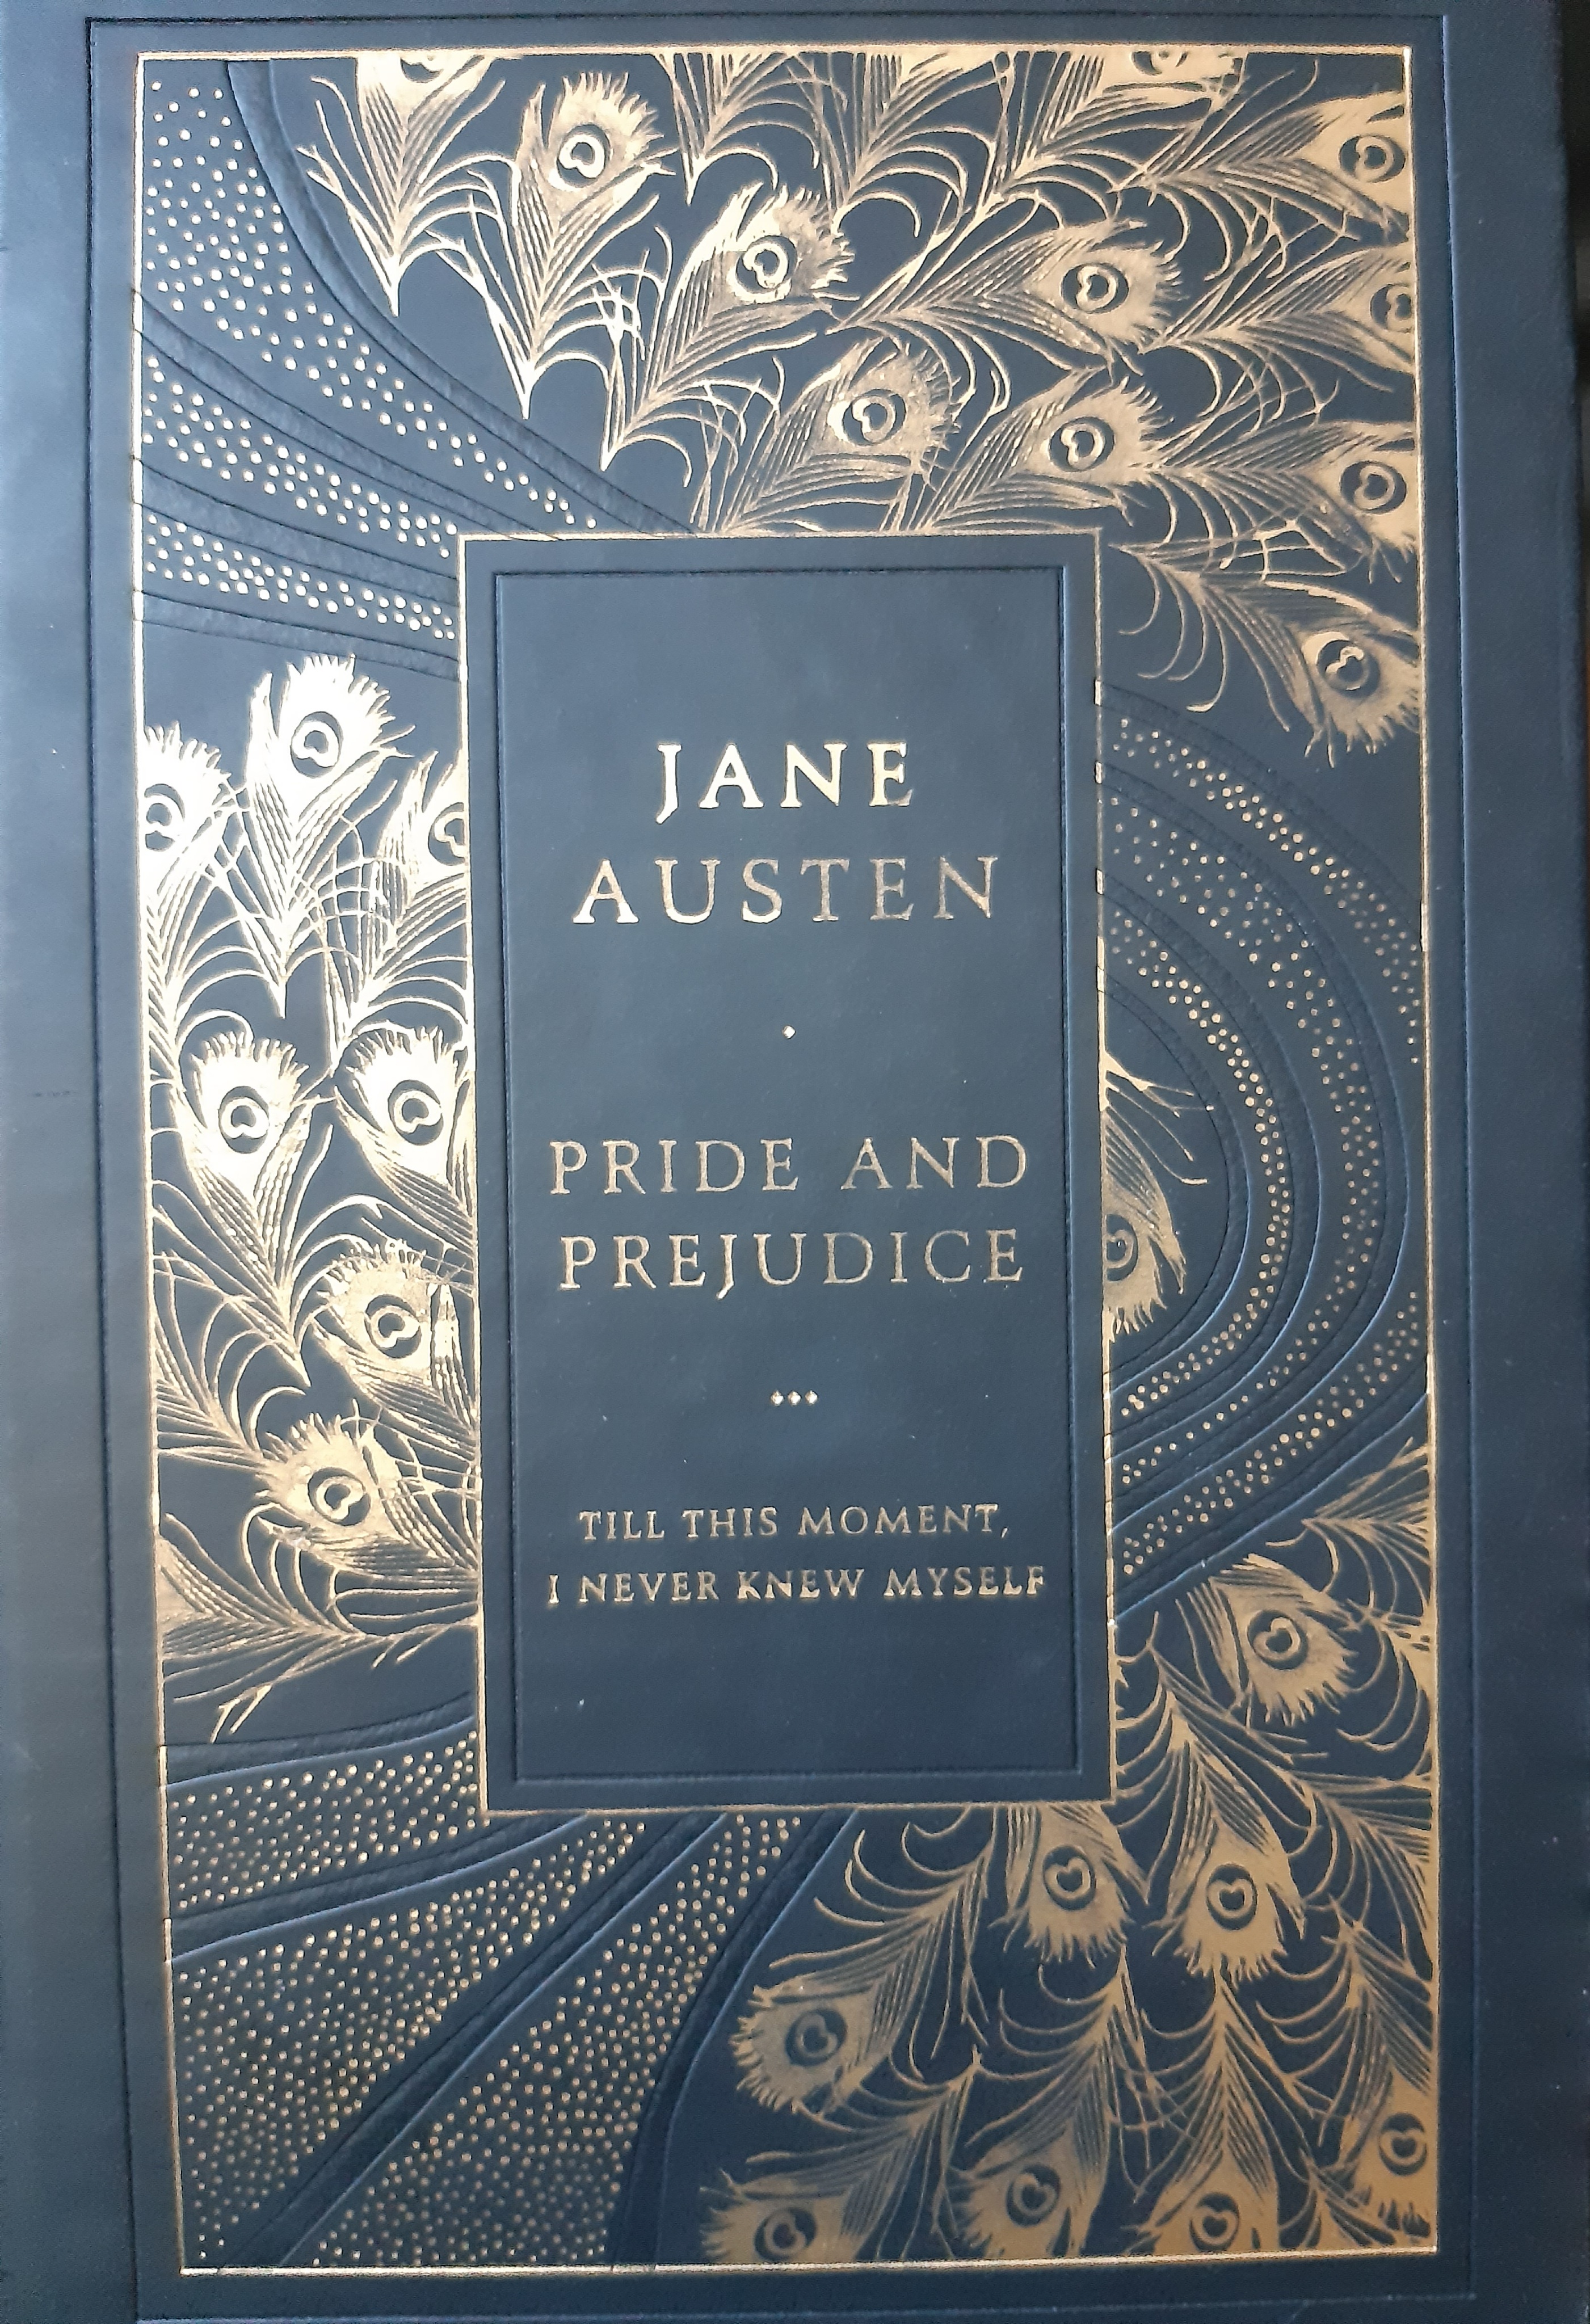 JANE
AUSTEN
PRIDE AND
PREJUDICE
TILL THIS MOMENT,
I NEVER KNEW MYSELF